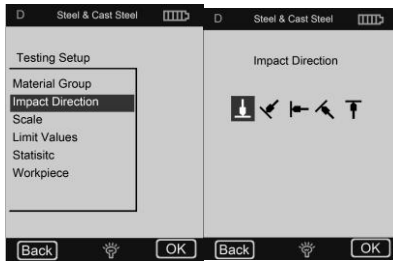 D Steel & Cast Steel
Testing Setup
Material Group
Impact Direction
Scale
Limit Values
Statisitc
Workpiece
Back OK
D Steel & Cast Steel
Impact Direction
Back OK